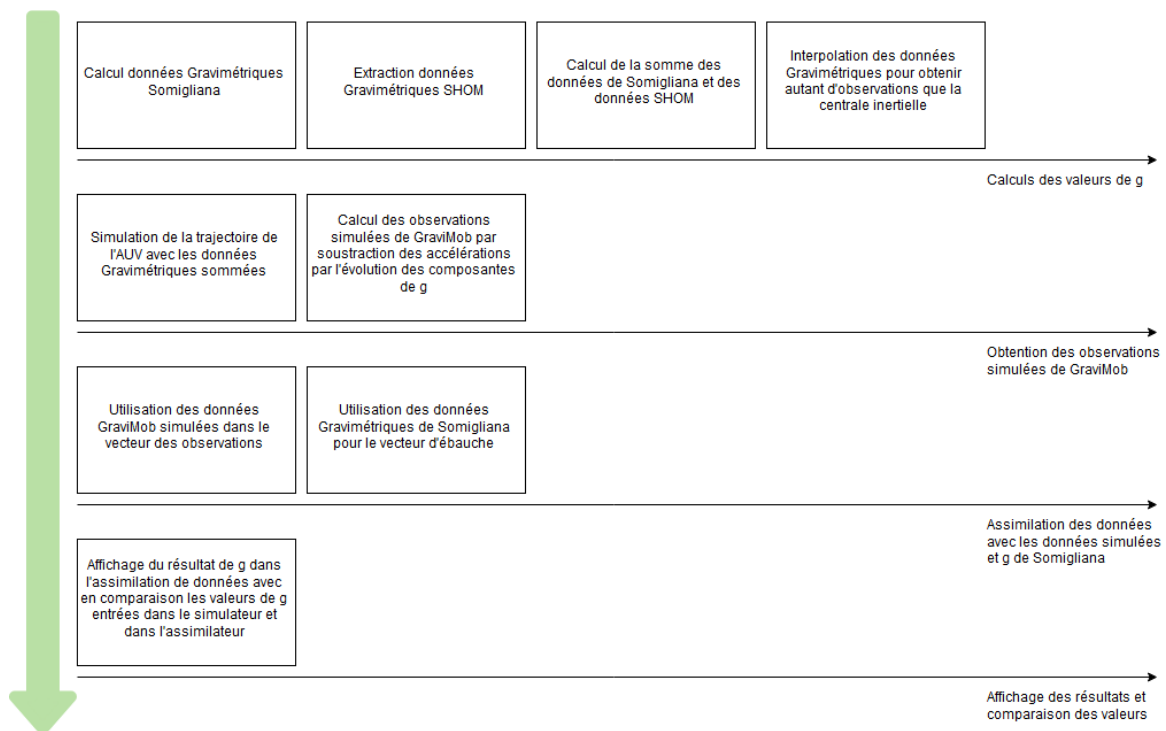 Calcul données Gravimétriques
Somigliana
Extraction données
Gravimétriques SHOM
Calcul de la somme des
données de Somigliana et des
données SHOM
Interpolation des données
Gravimétriques pour obtenir
autant d'observations que la
centrale inertielle
Calculs des valeurs de g
Simulation de la trajectoire de
l'AUV avec les données
Gravimétriques sommées
Calcul des observations
simulées de GraviMob par
soustraction des accélérations
par l'évolution des composantes
de g
Obtention des observations
simulées de GraviMob
Utilisation des données
GraviMob simulées dans le
vecteur des observations
Utilisation des données
Gravimétriques de Somigliana
pour le vecteur d'ébauche
Assimilation des données
avec les données simulées
et g de Somigliana
Affichage du résultat de g dans
l'assimilation de données avec
en comparaison les valeurs de g
entrées dans le simulateur et
dans l'assimilateur
Affichage des résultats et
comparaison des valeurs